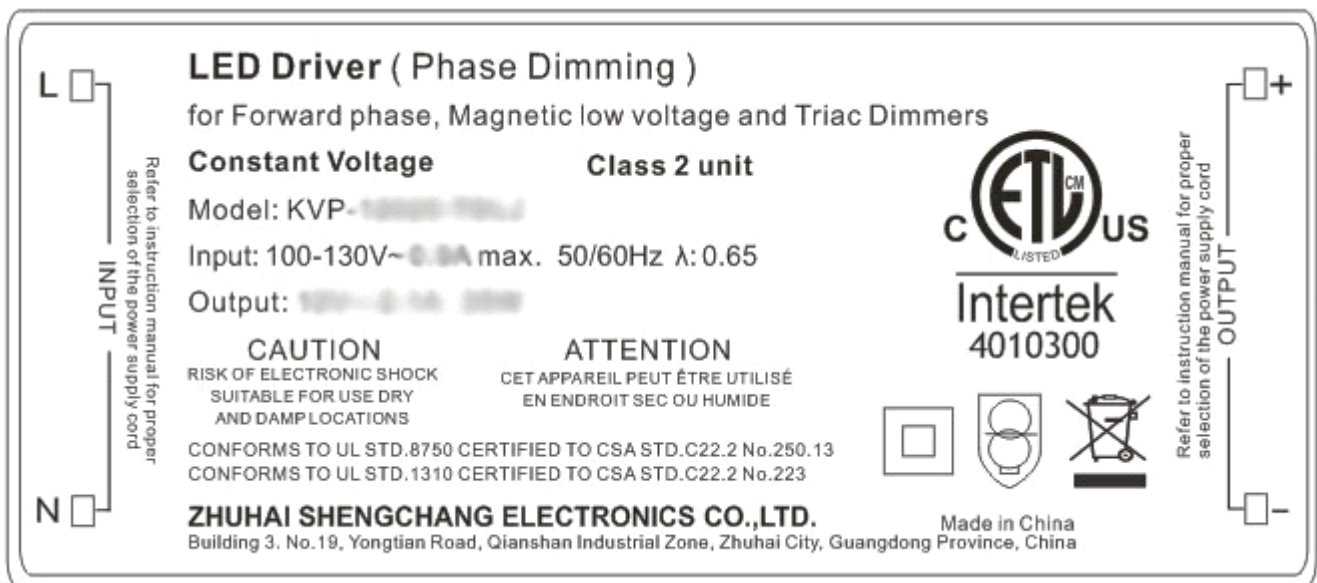 LED Driver ( Phase Dimming )
for Forward phase, Magnetic low voltage and Triac Dimmers
Constant Voltage Class 2 unit
Model: KVP-
Input: 100-130V~ max. 50/60Hz λ: 0.65
Output:
CAUTION
RISK OF ELECTRONIC SHOCK
SUITABLE FOR USE DRY
AND DAMP LOCATIONS
ATTENTION
CET APPAREIL PEUT ÊTRE UTILISÉ
EN ENDROIT SEC OU HUMIDE
CONFORMS TO UL STD.8750 CERTIFIED TO CSA STD.C22.2 No.250.13
CONFORMS TO UL STD.1310 CERTIFIED TO CSA STD.C22.2 No.223
ZHUHAI SHENGCHANG ELECTRONICS CO.,LTD.
Building 3. No.19, Yongtian Road, Qianshan Industrial Zone, Zhuhai City, Guangdong Province, China
Made in China
L
N
INPUT
Refer to instruction manual for proper
selection of the power supply cord
C ETL CM US
LISTED
Intertek
4010300
Refer to instruction manual for proper
selection of the power supply cord
OUTPUT
+
-